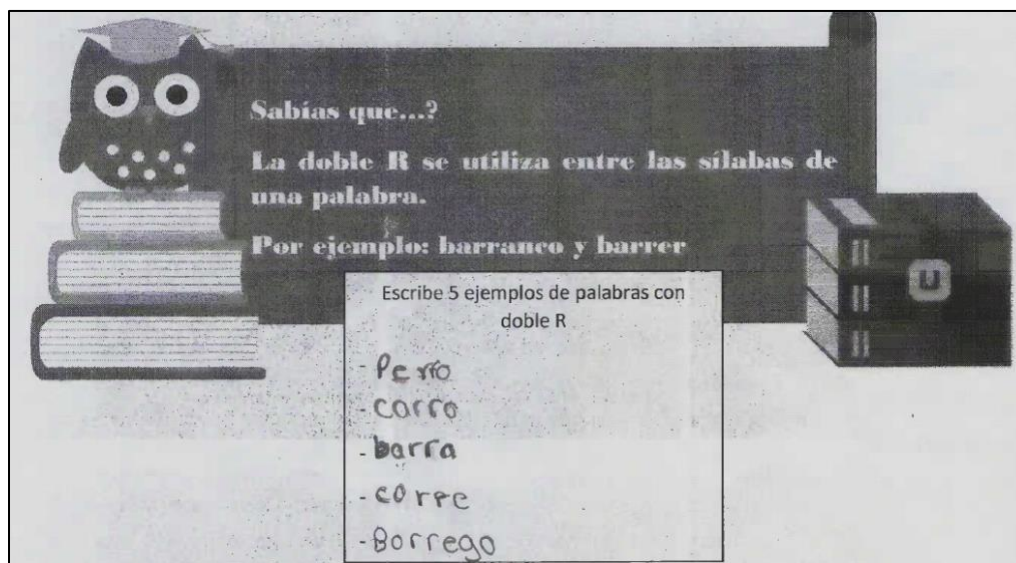 Sabías que...?
La doble R se utiliza entre las sílabas de
una palabra.
Por ejemplo: barranco y barrer
U
Escribe 5 ejemplos de palabras con
doble R
- Perro
- carro
- barra
- corre
- Borrego